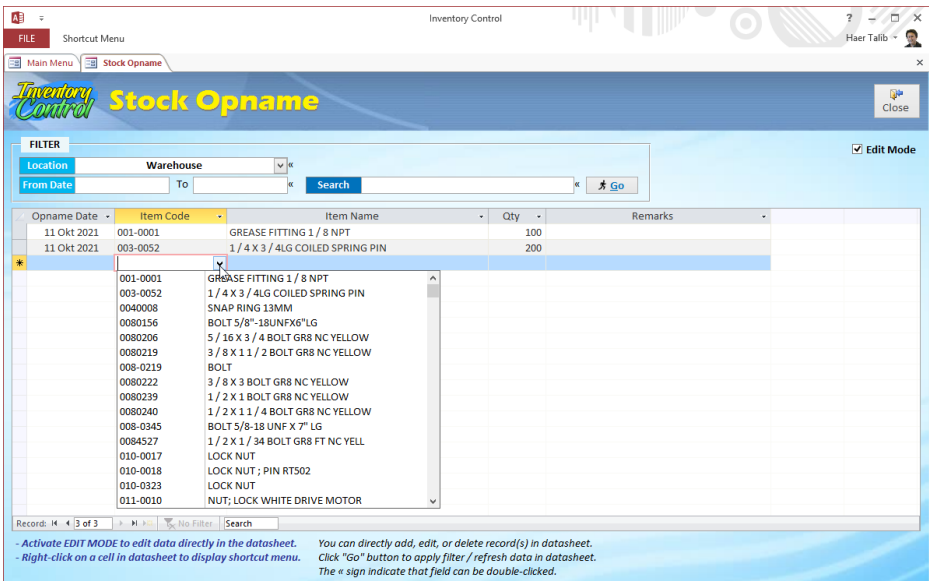 Inventory Control
?
FILE Shortcut Menu Haer Talib
Main Menu Stock Opname
Inventory Control Stock Opname Close
FILTER
Location Warehouse « Edit Mode
From Date To « Search « Go
Opname Date Item Code Item Name Qty Remarks
11 Okt 2021 001-0001 GREASE FITTING 1 / 8 NPT 100
11 Okt 2021 003-0052 1 / 4 X 3 / 4LG COILED SPRING PIN 200
001-0001 GREASE FITTING 1 / 8 NPT
003-0052 1 / 4 X 3 / 4LG COILED SPRING PIN
0040008 SNAP RING 13MM
0080156 BOLT 5/8"-18UNFX6"LG
0080206 5 / 16 X 3 / 4 BOLT GR8 NC YELLOW
0080219 3 / 8 X 1 1 / 2 BOLT GR8 NC YELLOW
008-0219 BOLT
0080222 3 / 8 X 3 BOLT GR8 NC YELLOW
0080239 1 / 2 X 1 BOLT GR8 NC YELLOW
0080240 1 / 2 X 1 1 / 4 BOLT GR8 NC YELLOW
008-0345 BOLT 5/8-18 UNF X 7" LG
0084527 1 / 2 X 1 / 34 BOLT GR8 FT NC YELL
010-0017 LOCK NUT
010-0018 LOCK NUT ; PIN RT502
010-0323 LOCK NUT
011-0010 NUT; LOCK WHITE DRIVE MOTOR
Record: 3 of 3 No Filter Search
- Activate EDIT MODE to edit data directly in the datasheet. You can directly add, edit, or delete record(s) in datasheet.
- Right-click on a cell in datasheet to display shortcut menu. Click "Go" button to apply filter / refresh data in datasheet.
The « sign indicate that field can be double-clicked.